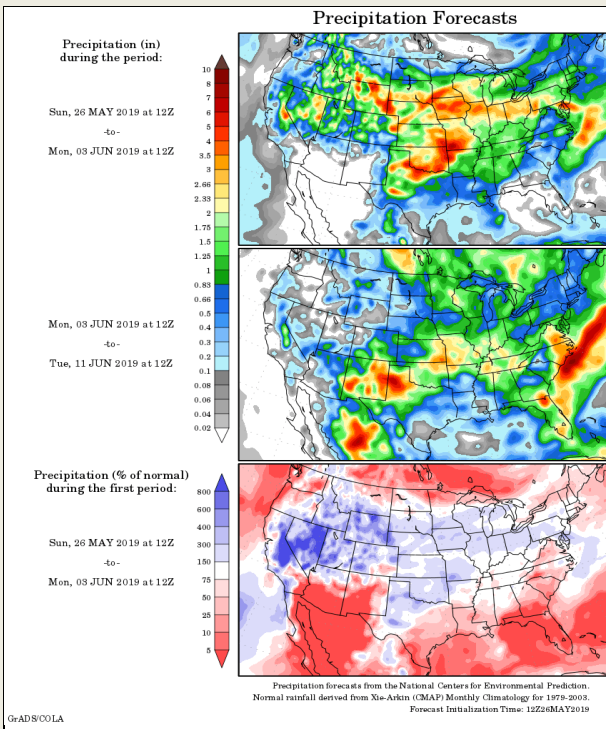 Precipitation Forecasts
Precipitation (in)
during the period:
Sun, 26 MAY 2019 at 12Z
-to-
Mon, 03 JUN 2019 at 12Z
10
8
7
6
5
4
3.5
3
2.66
2.33
2
1.75
1.5
1.25
1
0.83
0.66
0.5
0.4
0.3
0.2
0.1
0.08
0.06
0.04
0.02
Mon, 03 JUN 2019 at 12Z
-to-
Tue, 11 JUN 2019 at 12Z
Precipitation (% of normal)
during the first period:
Sun, 26 MAY 2019 at 12Z
-to-
Mon, 03 JUN 2019 at 12Z
800
600
400
300
150
75
50
25
10
5
Precipitation forecasts from the National Centers for Environmental Prediction.
Normal rainfall derived from Xie-Arkin (CMAP) Monthly Climatology for 1979-2003.
Forecast Initialization Time: 12Z26MAY2019
GrADS/COLA